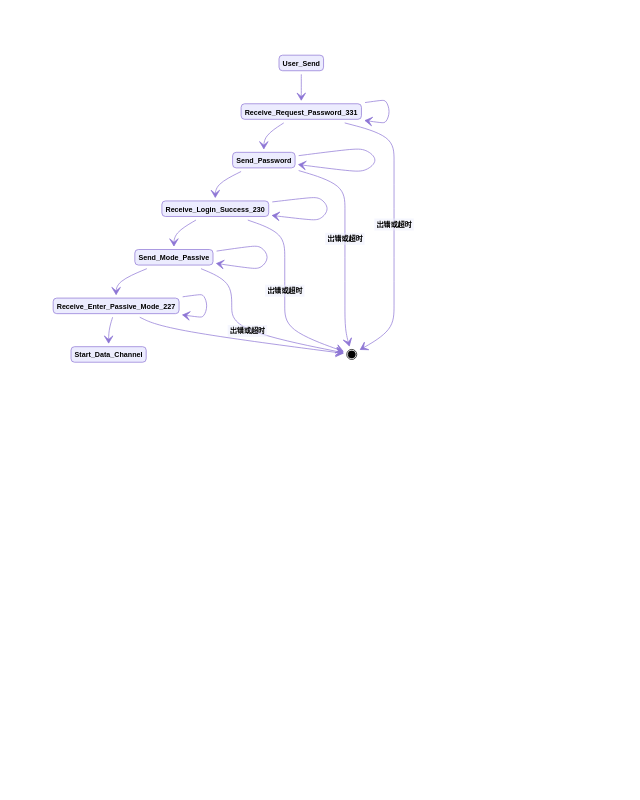 User_Send
Receive_Request_Password_331
Send_Password
Receive_Login_Success_230
出错或超时
出错或超时
Send_Mode_Passive
出错或超时
Receive_Enter_Passive_Mode_227
出错或超时
Start_Data_Channel